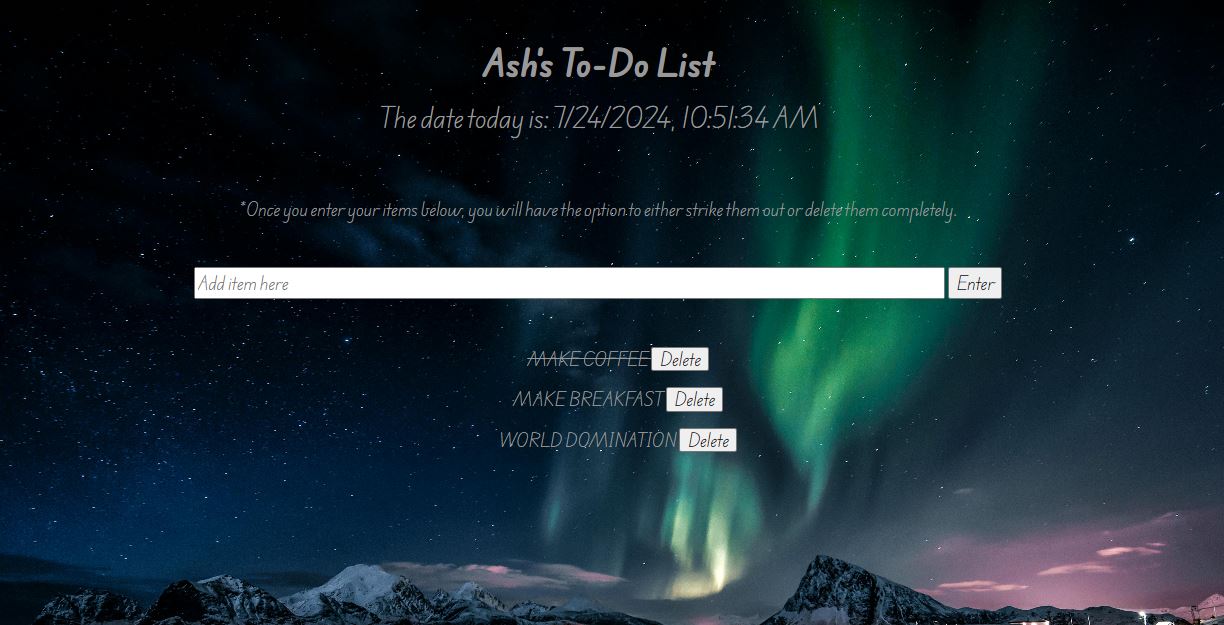 Ash's To-Do List
The date today is: 7/24/2024, 10:51:34 AM
*Once you enter your items below, you will have the option to either strike them out or delete them completely.
Add item here Enter
MAKE COFFEE Delete
MAKE BREAKFAST Delete
WORLD DOMINATION Delete